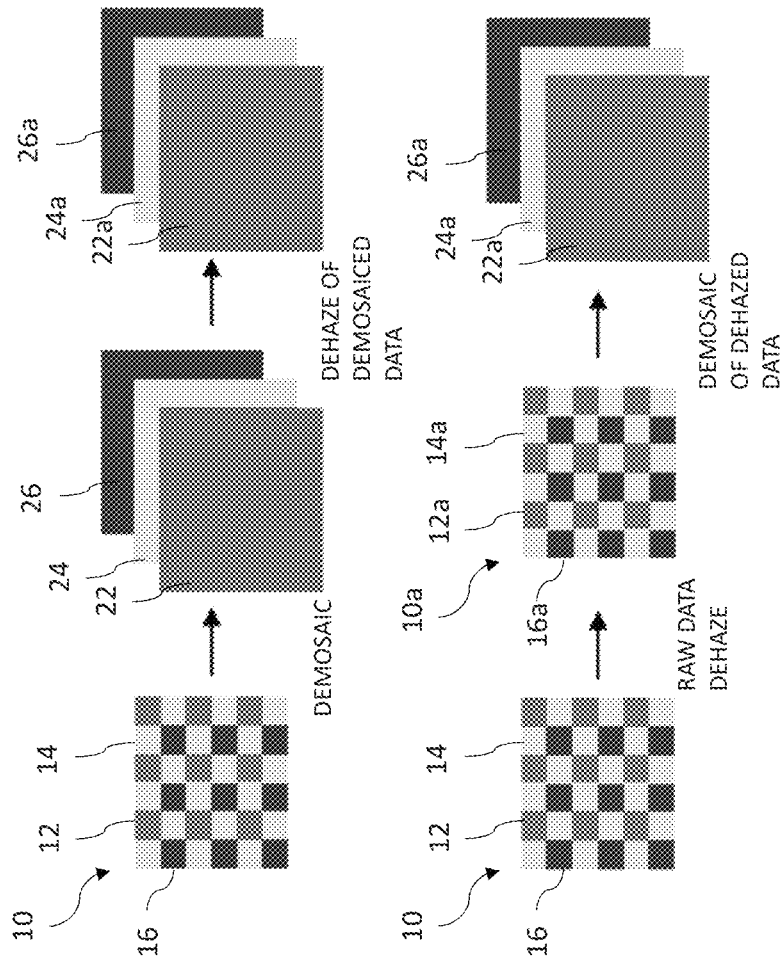 10
12
14
16
DEMOSAIC
22
24
26
DEHAZE OF
DEMOSAICED
DATA
22a
24a
26a
10
12
14
16
RAW DATA
DEHAZE
10a
12a
14a
16a
DEMOSAIC
OF DEHAZED
DATA
22a
24a
26a